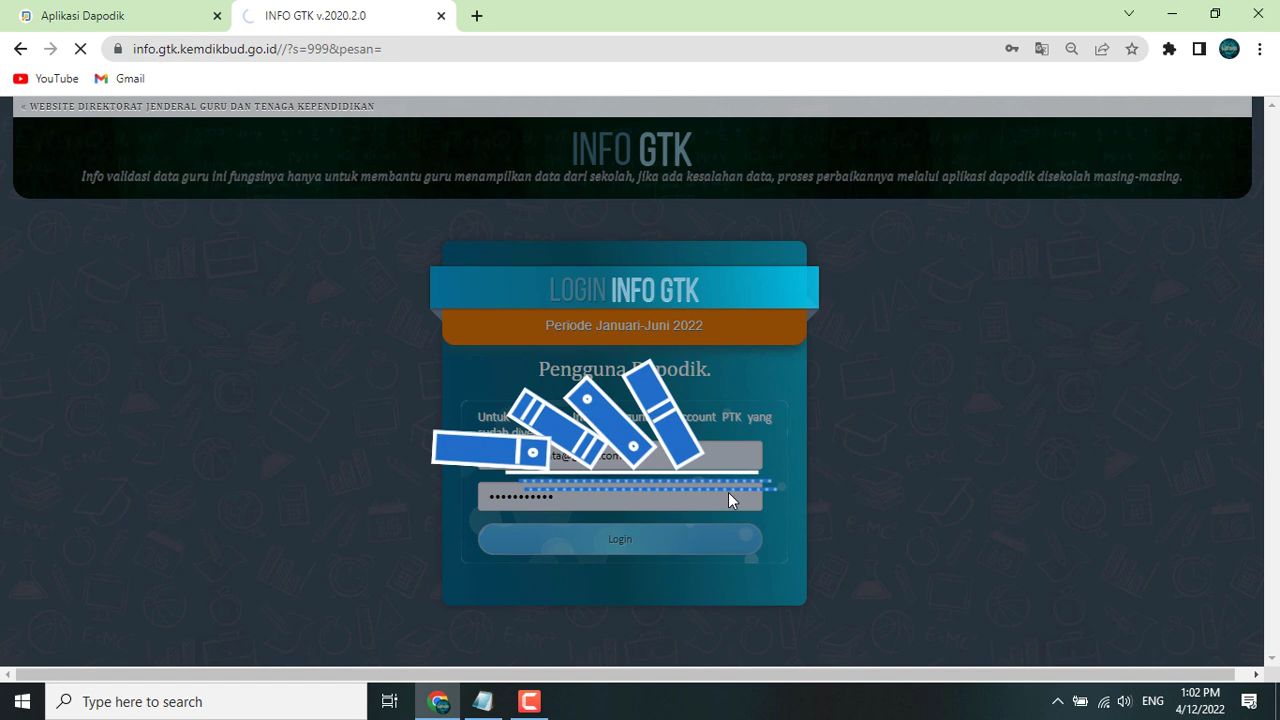 Aplikasi Dapodik
INFO GTK v.2020.2.0
info.gtk.kemdikbud.go.id//?s=999&pesan=
YouTube
Gmail
« WEBSITE DIREKTORAT JENDERAL GURU DAN TENAGA KEPENDIDIKAN
INFO GTK
Info validasi data guru ini fungsinya hanya untuk membantu guru menampilkan data dari sekolah, jika ada kesalahan data, proses perbaikannya melalui aplikasi dapodik disekolah masing-masing.
LOGIN INFO GTK
Periode Januari-Juni 2022
Pengguna Dapodik.
Untuk PTK yang
sudah
Login
Type here to search
ENG
1:02 PM
4/12/2022